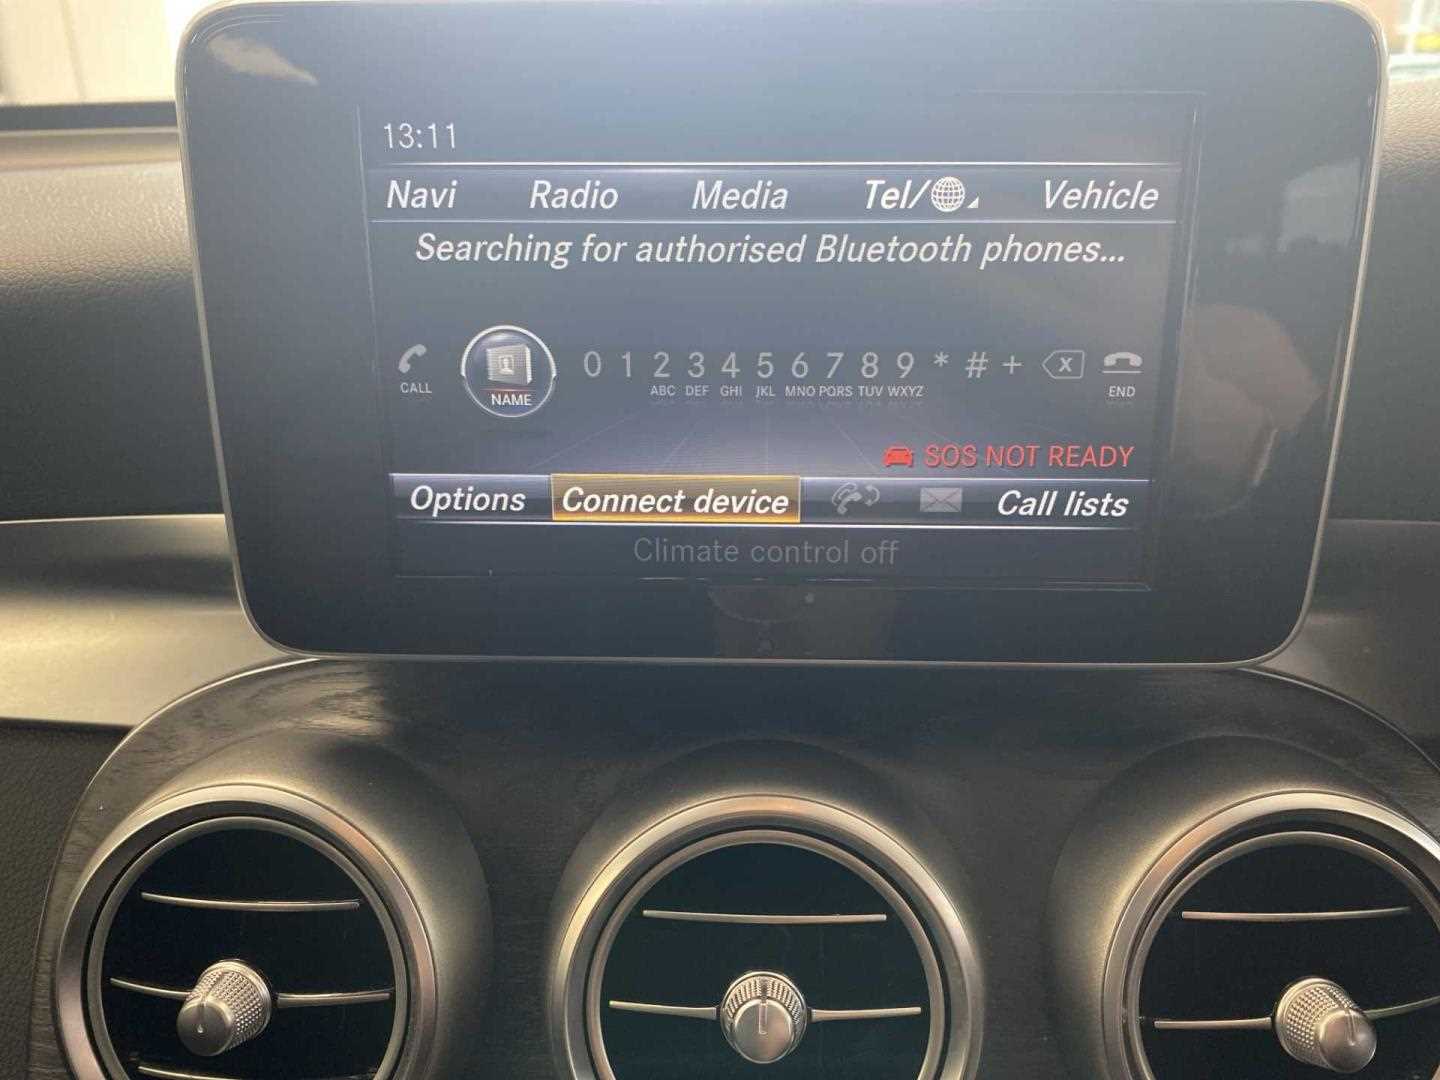 13:11
Navi Radio Media Tel/ Vehicle
Searching for authorised Bluetooth phones...
0 1 2 3 4 5 6 7 8 9 * # + X
CALL NAME ABC DEF GHI JKL MNO PQRS TUV WXYZ END
SOS NOT READY
Options Connect device Call lists
Climate control off